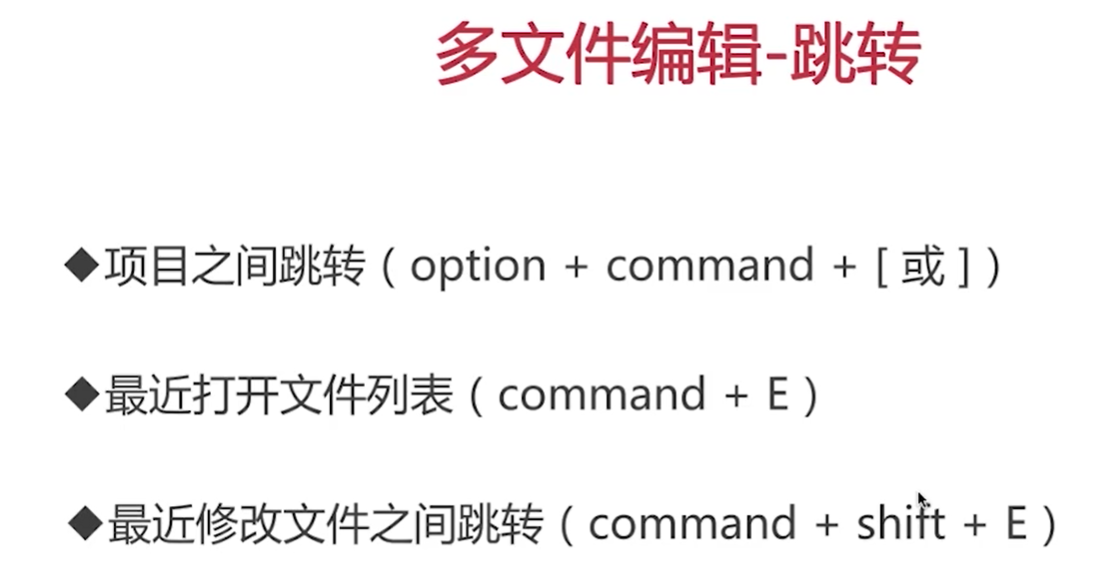 多文件编辑-跳转
◆项目之间跳转（option + command + [ 或 ]）
◆最近打开文件列表（command + E）
◆最近修改文件之间跳转（command + shift + E）